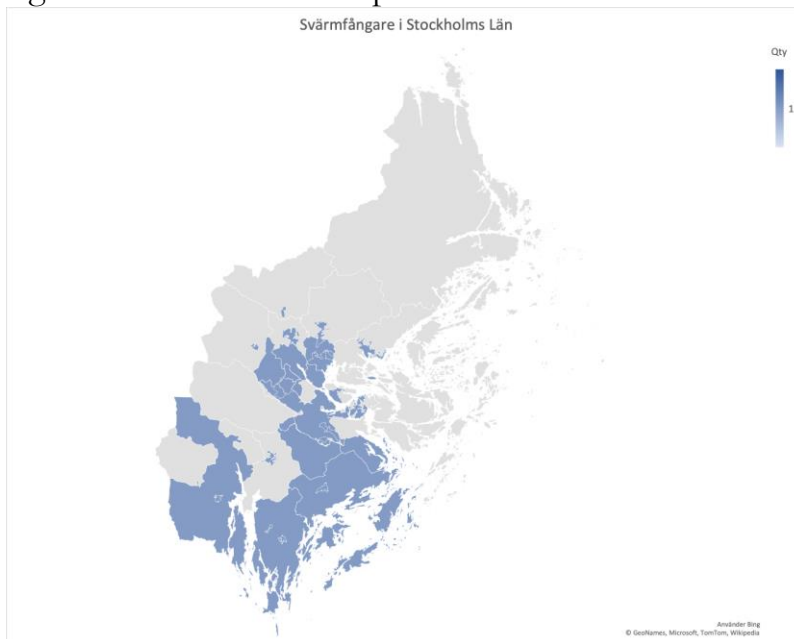 Svärmfångare i Stockholms Län
Qty
1
Använder Bing
© GeoNames, Microsoft, TomTom, Wikipedia